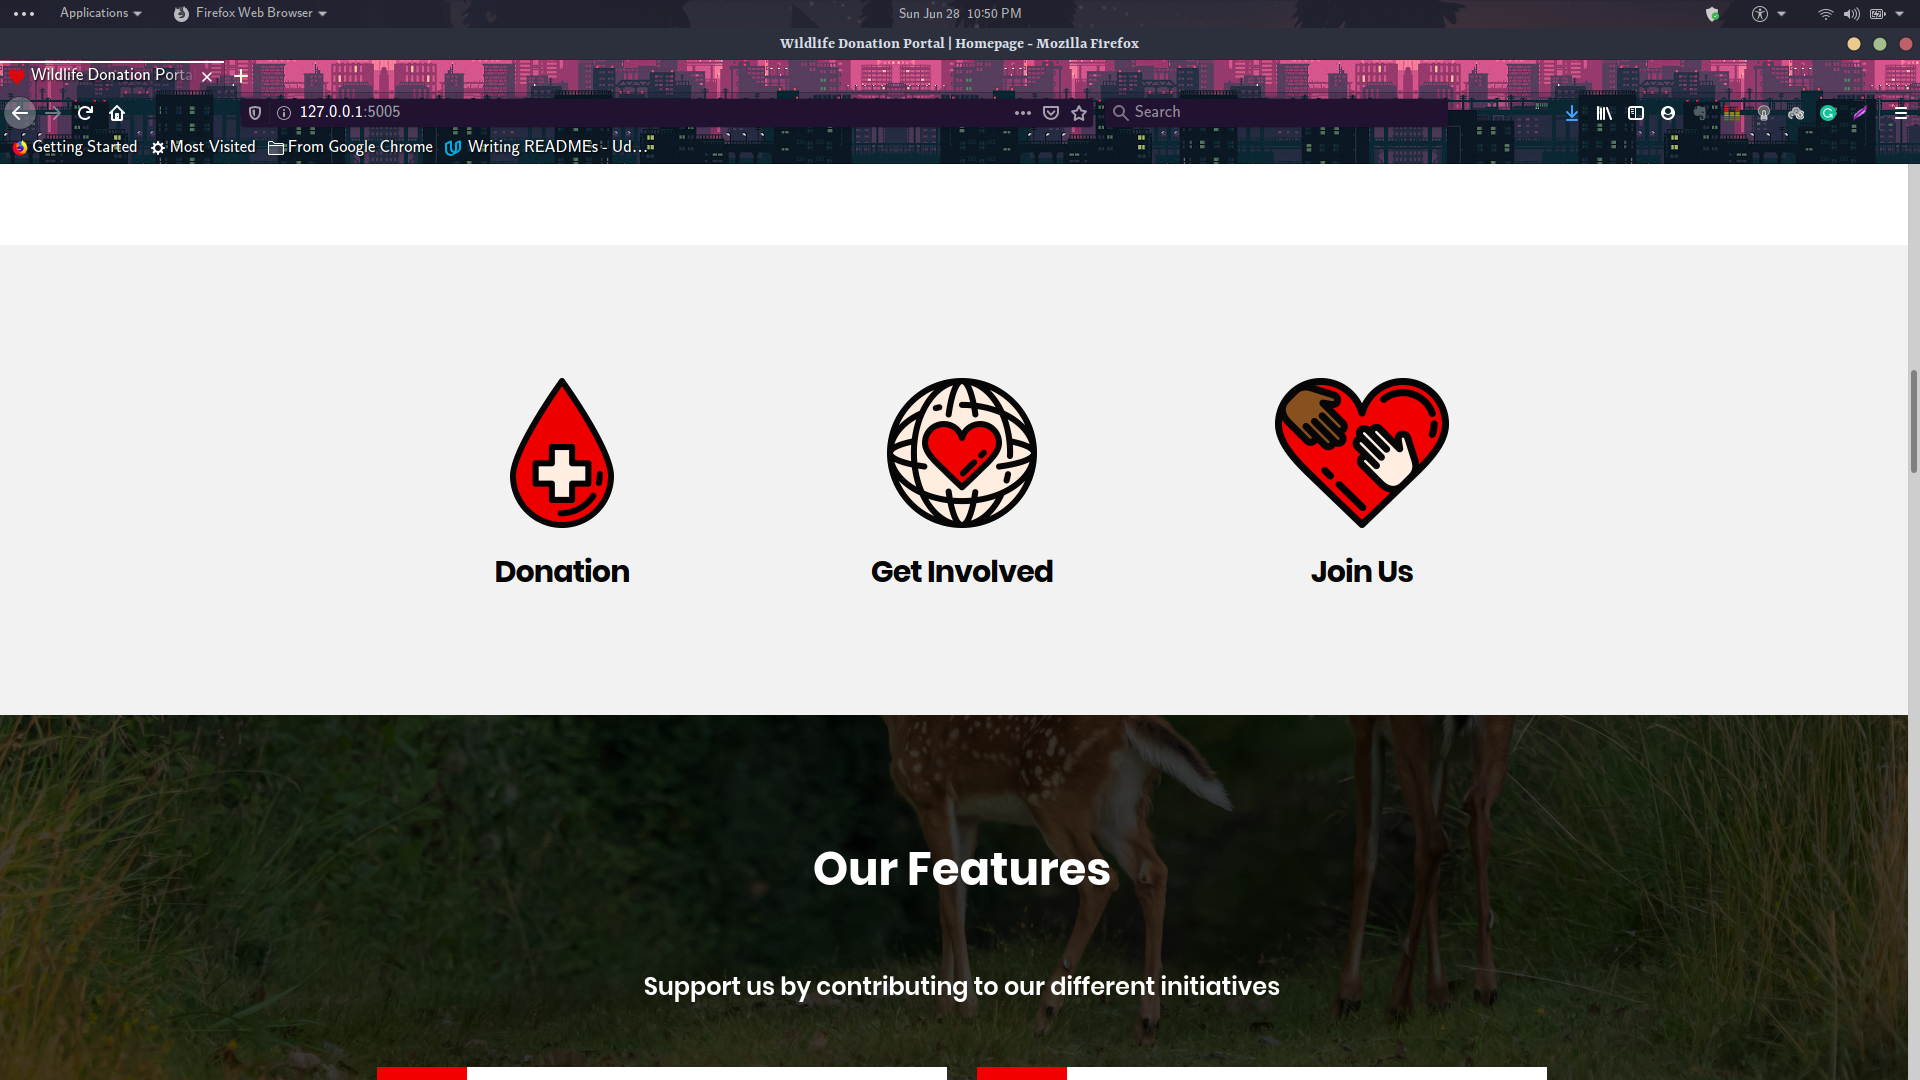 Applications
Firefox Web Browser
Sun Jun 28 10:50 PM
Wildlife Donation Portal | Homepage - Mozilla Firefox
Wildlife Donation Porta
127.0.0.1:5005
Search
Getting Started
Most Visited
From Google Chrome
Writing READMEs - Ud...
Donation
Get Involved
Join Us
Our Features
Support us by contributing to our different initiatives